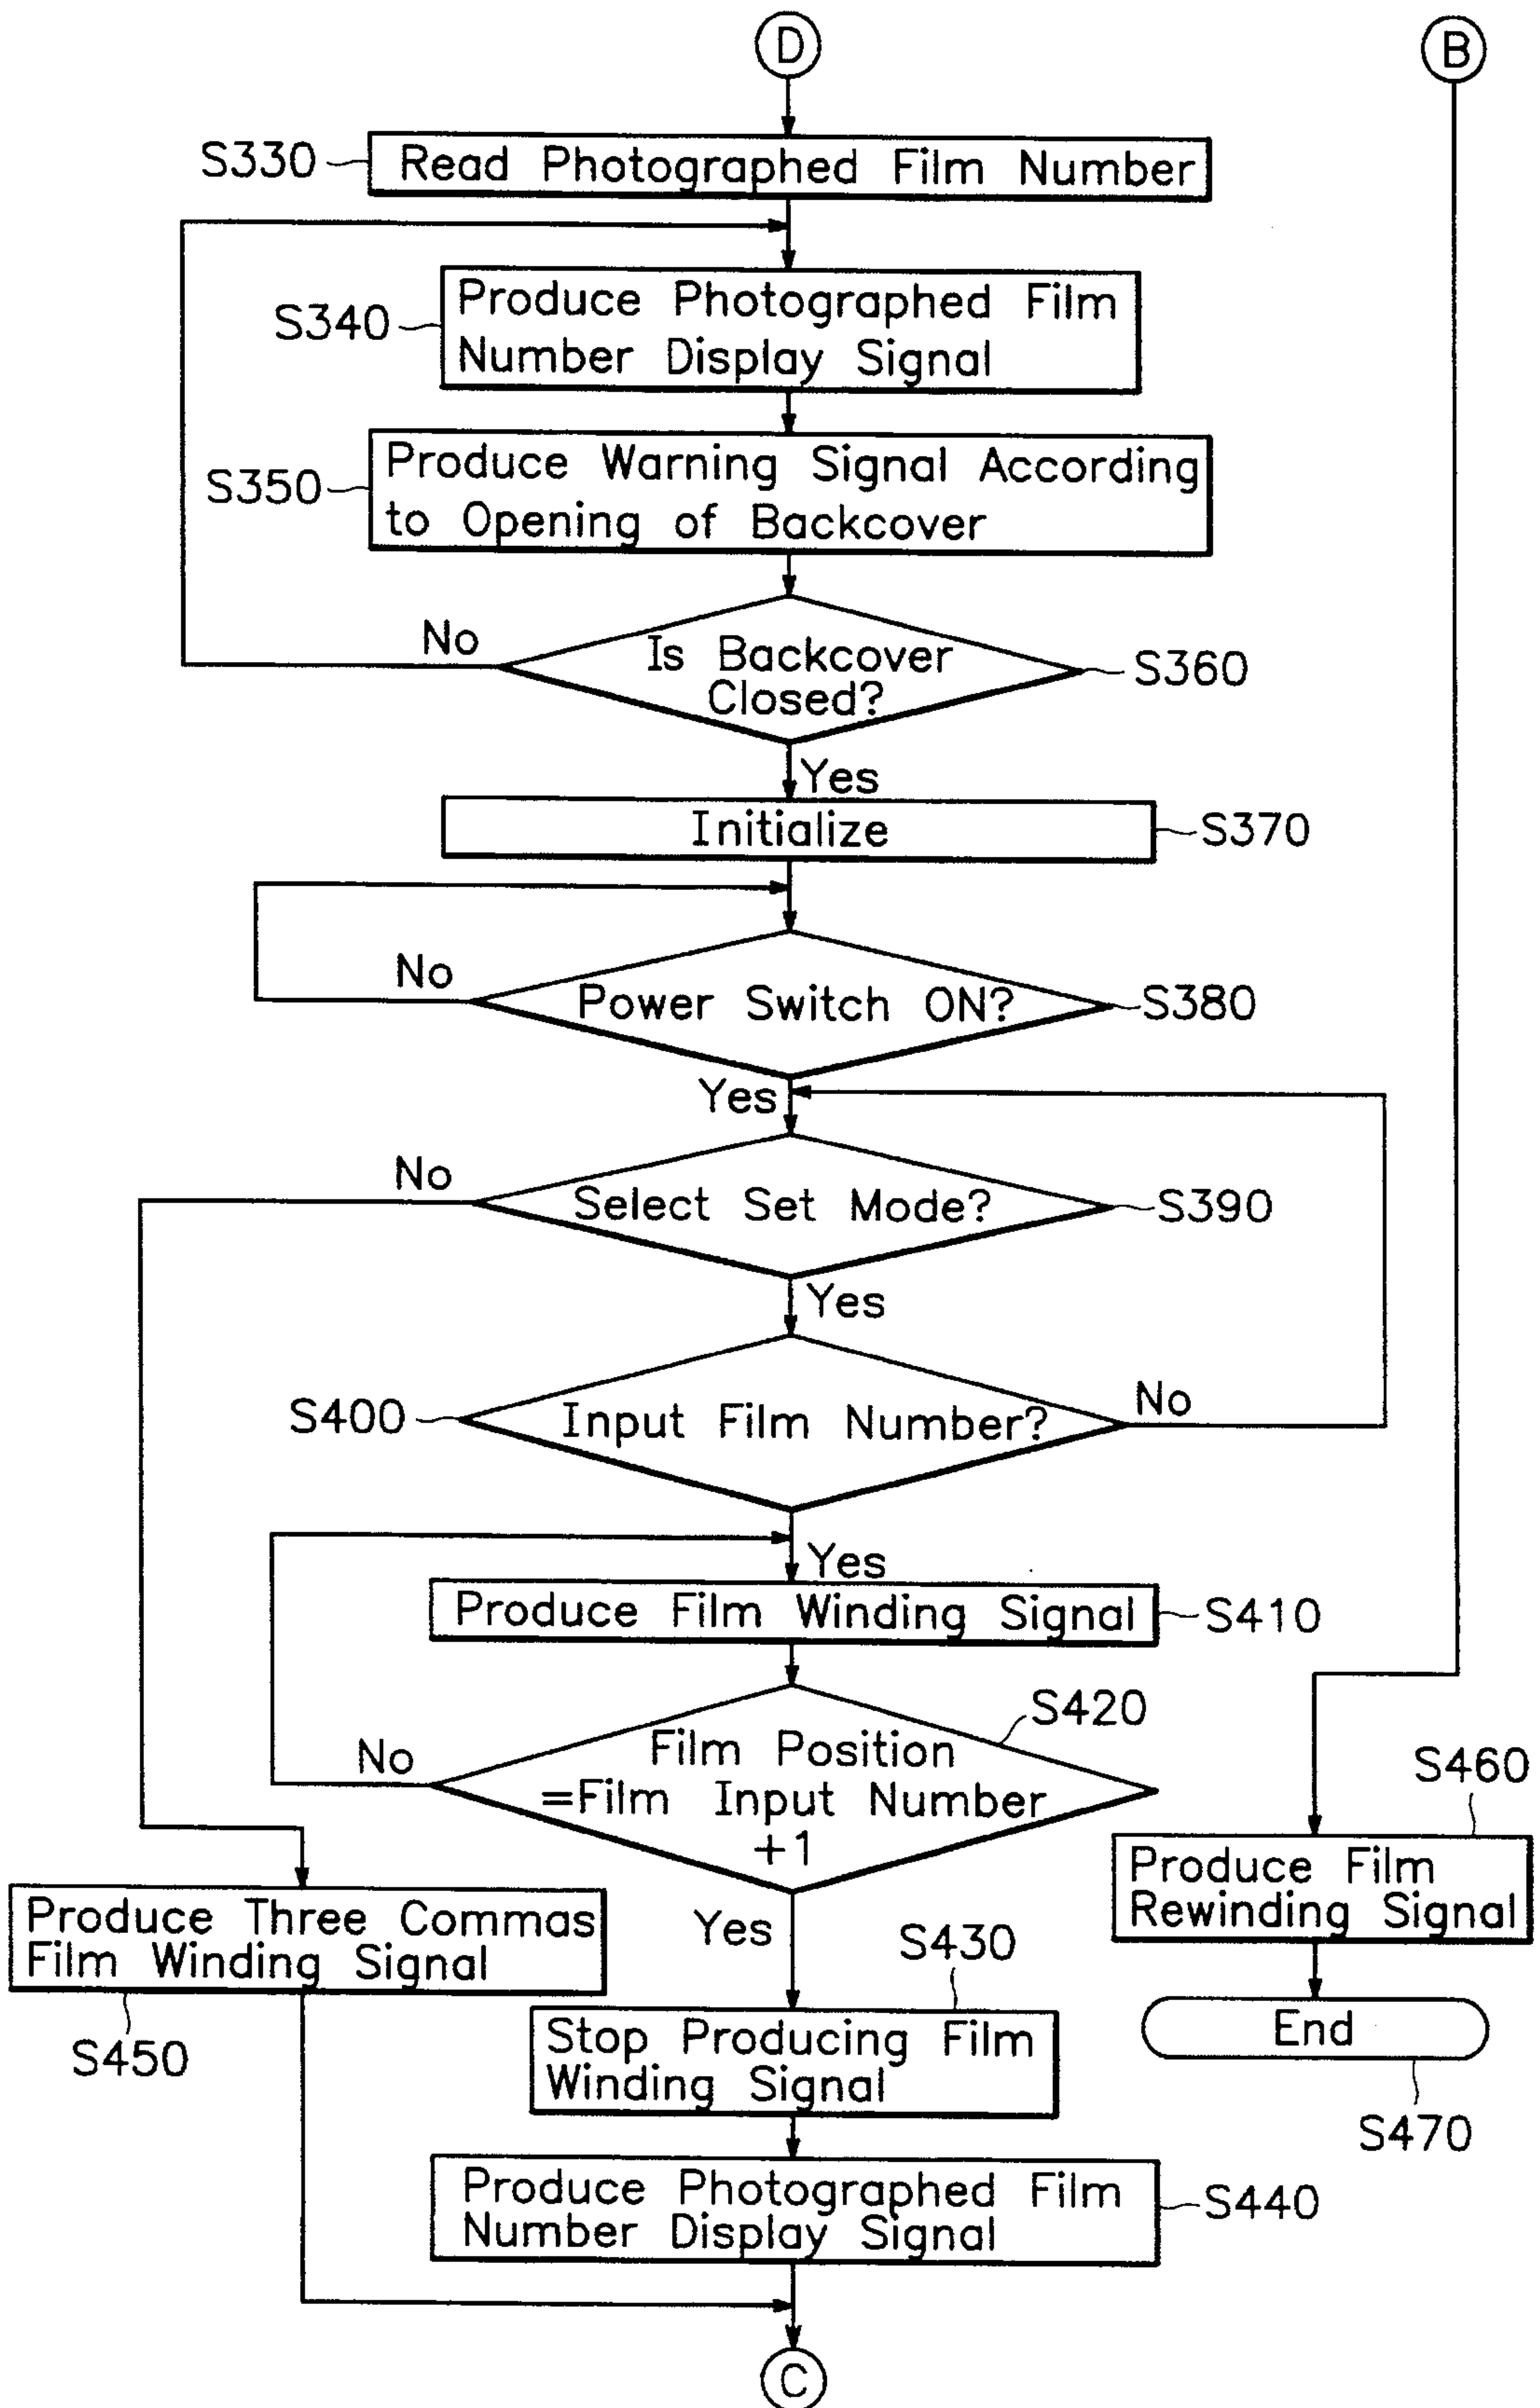 D
B
S330
Read Photographed Film Number
S340
Produce Photographed Film
Number Display Signal
S350
Produce Warning Signal According
to Opening of Backcover
No
Is Backcover
Closed?
S360
Yes
Initialize
S370
No
Power Switch ON?
S380
Yes
No
Select Set Mode?
S390
Yes
S400
Input Film Number?
No
Yes
Produce Film Winding Signal
S410
S420
No
Film Position
=Film Input Number
+1
S460
Produce Film
Rewinding Signal
Produce Three Commas
Film Winding Signal
Yes
S430
S450
Stop Producing Film
Winding Signal
End
S470
Produce Photographed Film
Number Display Signal
S440
C